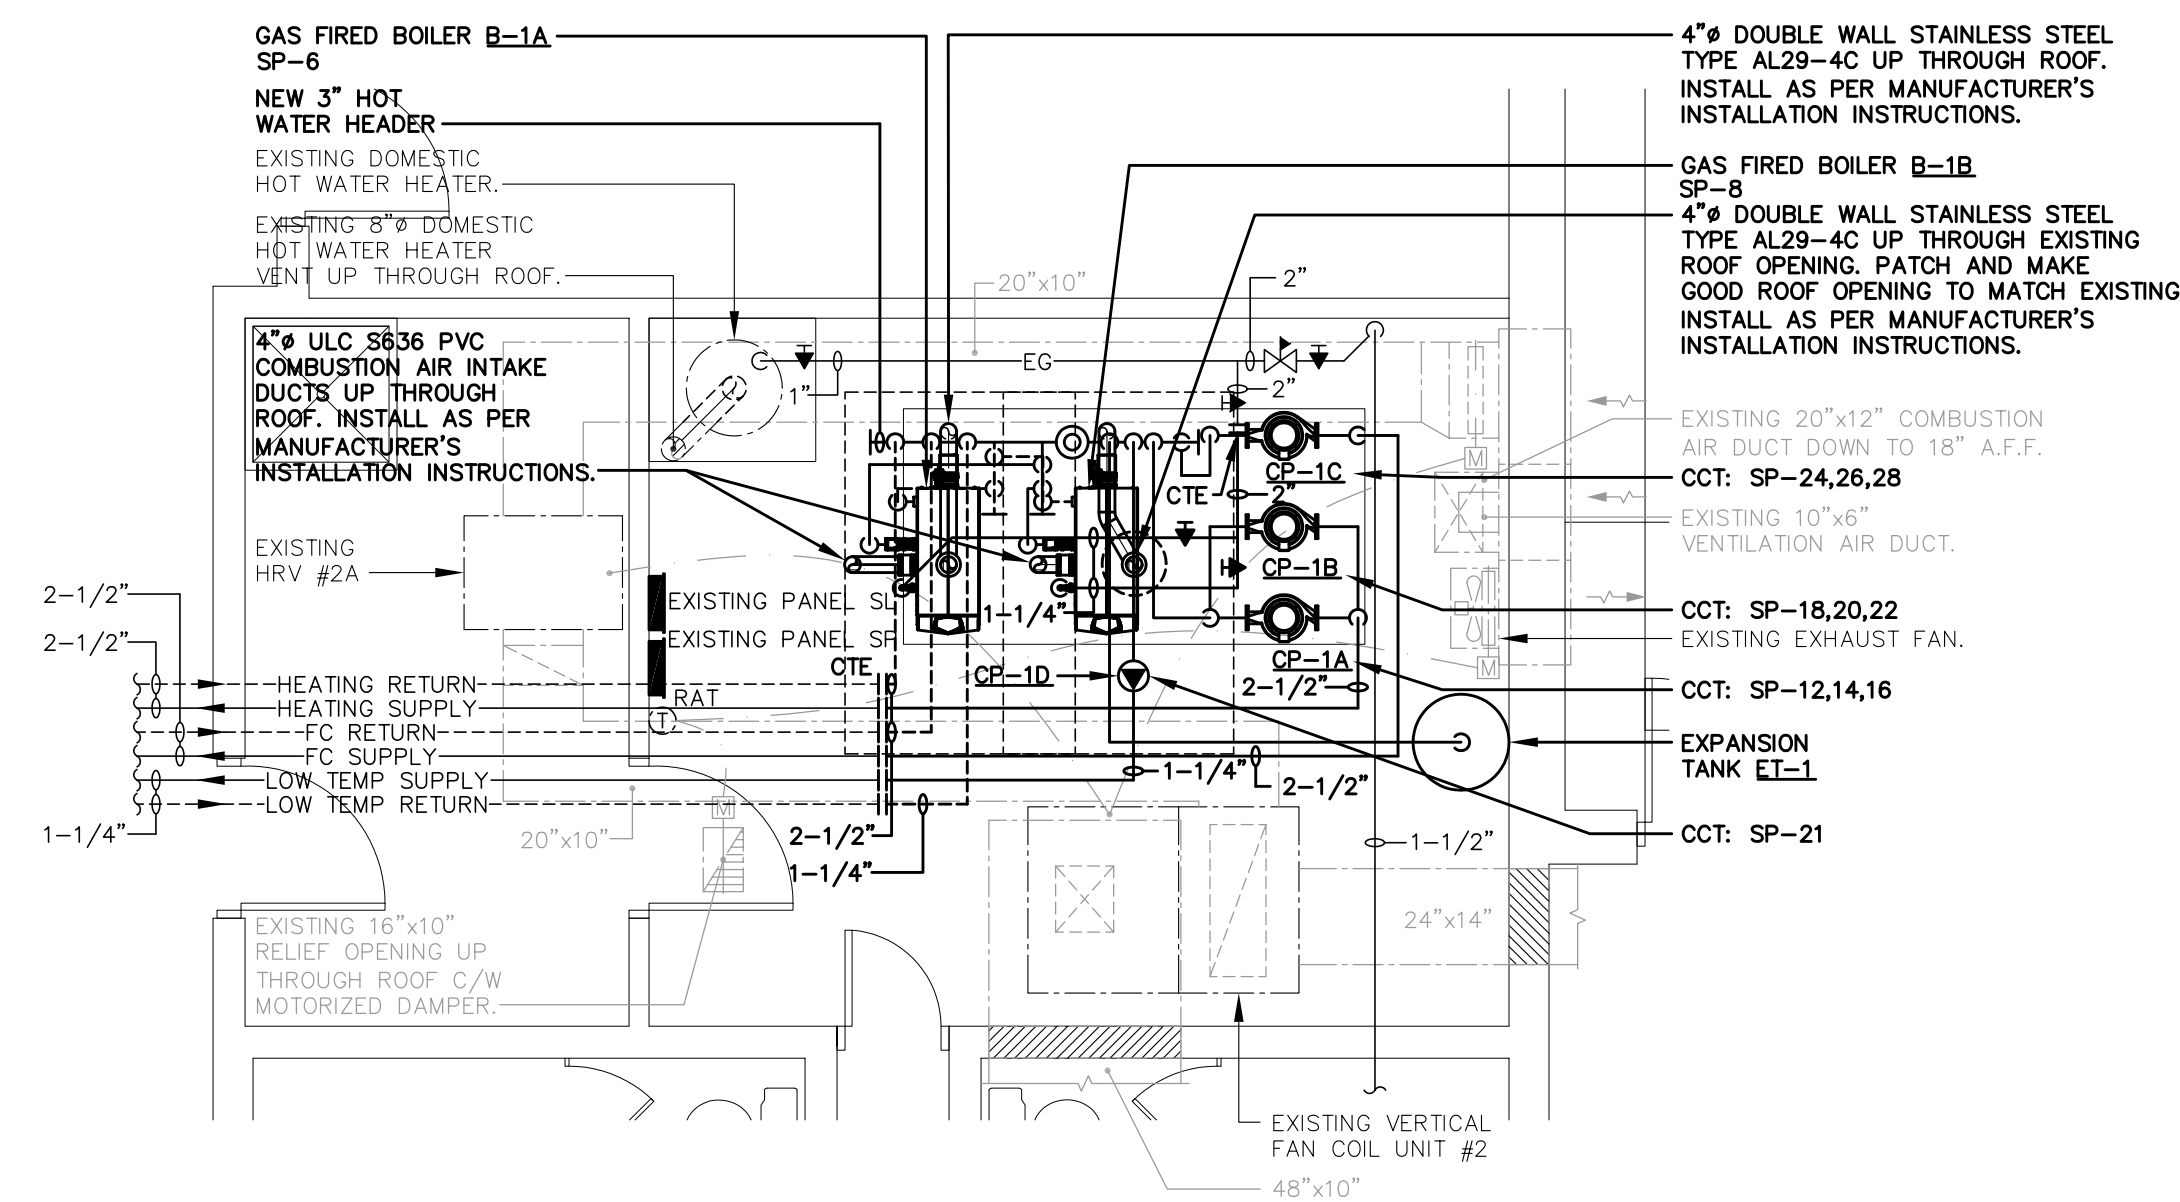 GAS FIRED BOILER B-1A
SP-6
NEW 3" HOT
WATER HEADER
EXISTING DOMESTIC
HOT WATER HEATER.
EXISTING 8"ø DOMESTIC
HOT WATER HEATER
VENT UP THROUGH ROOF.
4"ø ULC S636 PVC
COMBUSTION AIR INTAKE
DUCTS UP THROUGH
ROOF. INSTALL AS PER
MANUFACTURER'S
INSTALLATION INSTRUCTIONS.
EXISTING
HRV #2A
4"ø DOUBLE WALL STAINLESS STEEL
TYPE AL29-4C UP THROUGH ROOF.
INSTALL AS PER MANUFACTURER'S
INSTALLATION INSTRUCTIONS.
GAS FIRED BOILER B-1B
SP-8
4"ø DOUBLE WALL STAINLESS STEEL
TYPE AL29-4C UP THROUGH EXISTING
ROOF OPENING. PATCH AND MAKE
GOOD ROOF OPENING TO MATCH EXISTING
INSTALL AS PER MANUFACTURER'S
INSTALLATION INSTRUCTIONS.
20"x10"
2"
EG
1"
2"
EXISTING 20"x12" COMBUSTION
AIR DUCT DOWN TO 18" A.F.F.
M
CP-1C
CCT: SP-24,26,28
CTE
2"
EXISTING 10"x6"
VENTILATION AIR DUCT.
CP-1B
CCT: SP-18,20,22
EXISTING EXHAUST FAN.
M
2-1/2"
2-1/2"
EXISTING PANEL SL
EXISTING PANEL SP
1-1/4"
CTE
CP-1D
CP-1A
2-1/2"
CCT: SP-12,14,16
RAT
T
HEATING RETURN
HEATING SUPPLY
FC RETURN
FC SUPPLY
LOW TEMP SUPPLY
LOW TEMP RETURN
1-1/4"
EXPANSION
TANK ET-1
1-1/4"
2-1/2"
M
20"x10"
2-1/2"
1-1/4"
1-1/2"
CCT: SP-21
24"x14"
EXISTING 16"x10"
RELIEF OPENING UP
THROUGH ROOF C/W
MOTORIZED DAMPER.
EXISTING VERTICAL
FAN COIL UNIT #2
48"x10"